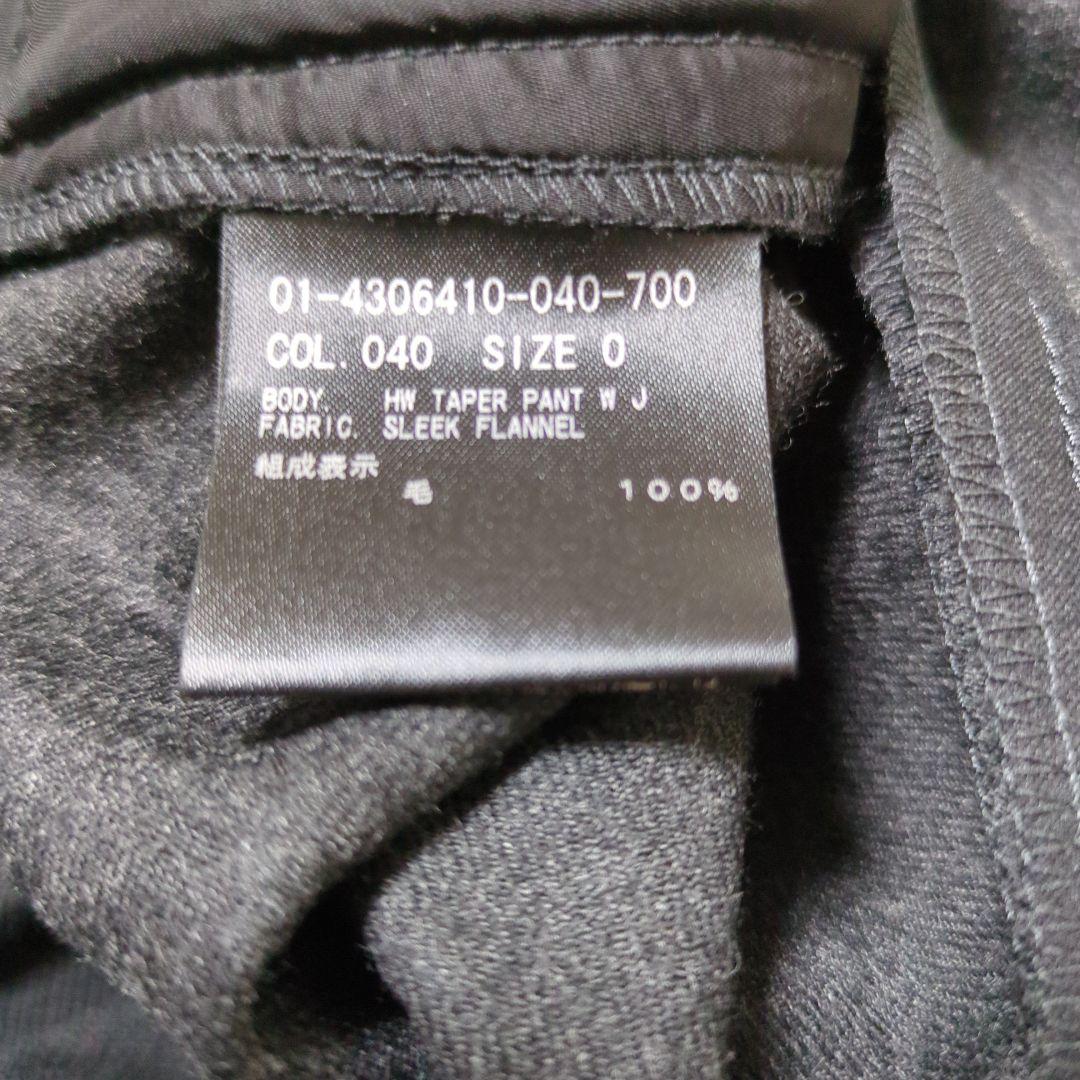 01-4306410-040-700
COL.040 SIZE 0
BODY. HW TAPER PANT W J
FABRIC. SLEEK FLANNEL
組成表示
毛 100%